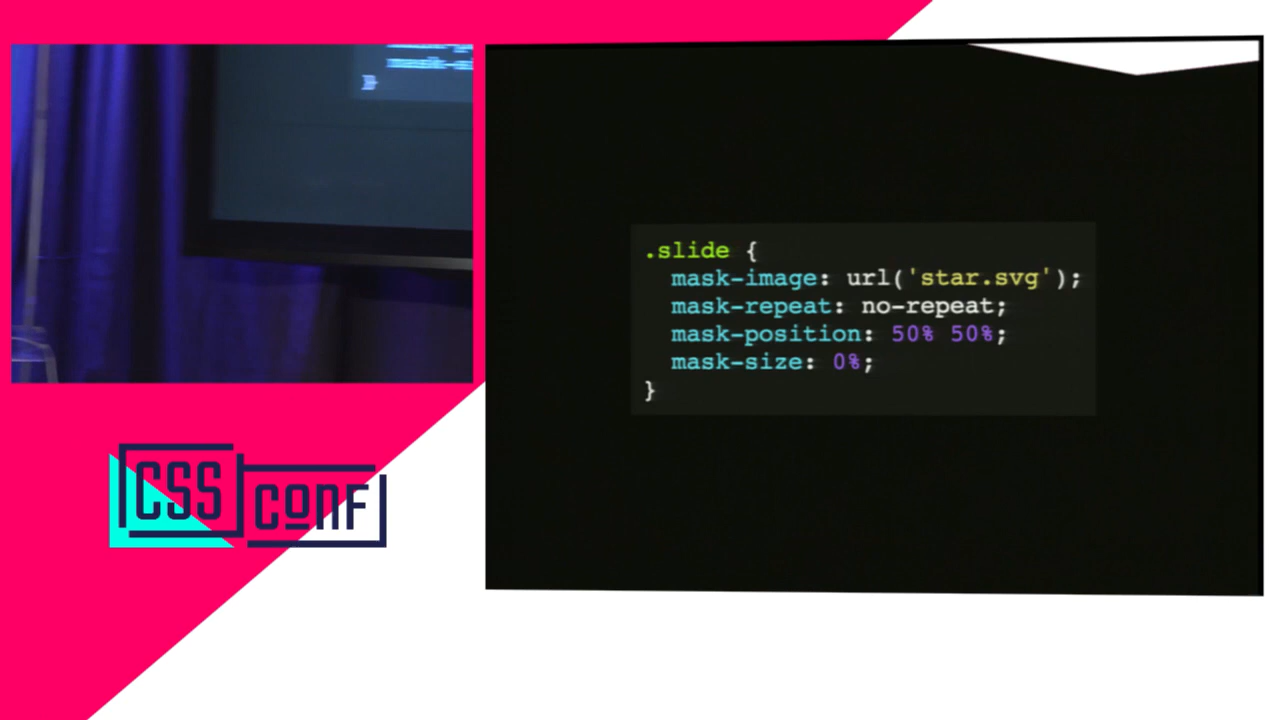 .slide {
mask-image: url('star.svg');
mask-repeat: no-repeat;
mask-position: 50% 50%;
mask-size: 0%;
}
CSS
conf